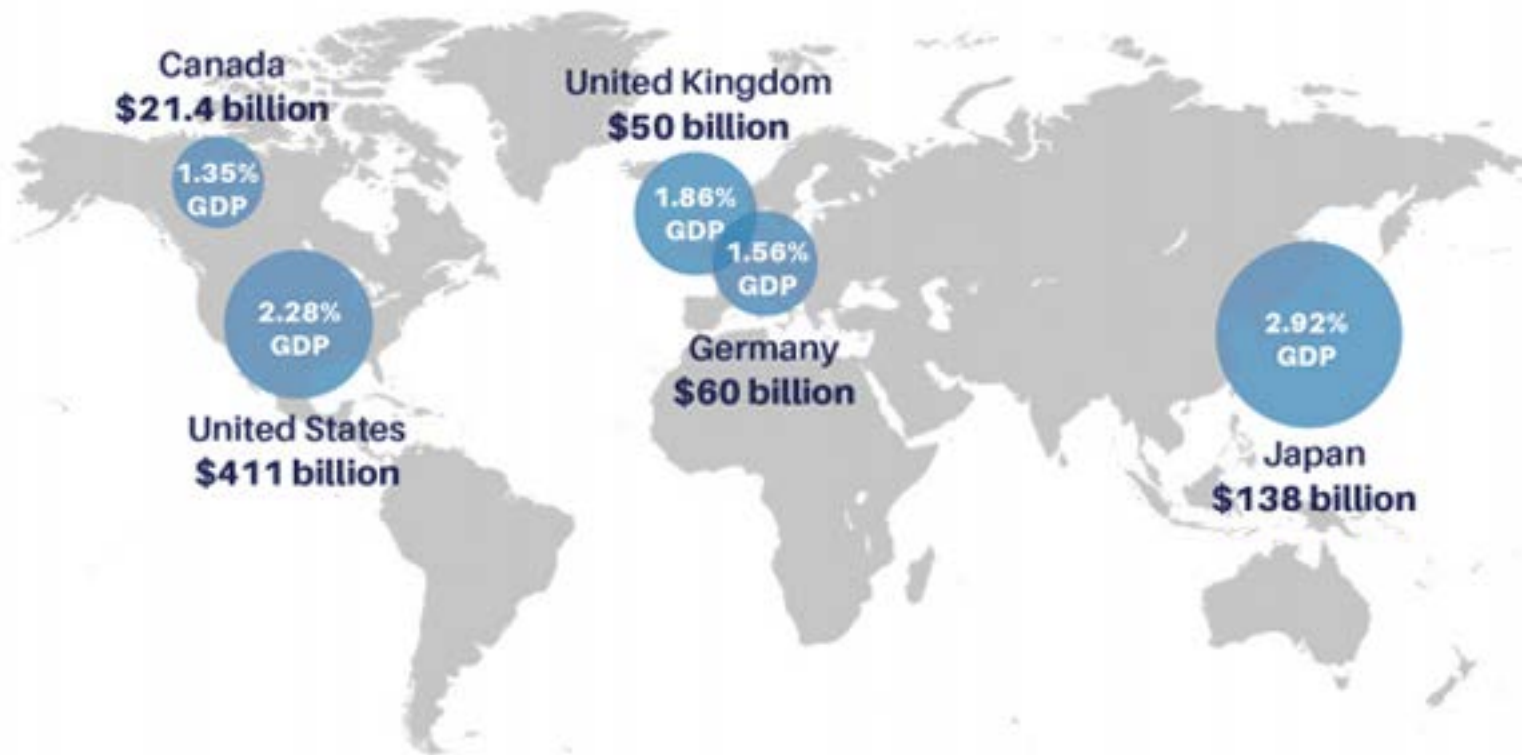 Canada
$21.4 billion
1.35%
GDP
United Kingdom
$50 billion
1.86%
GDP
1.56%
GDP
Germany
$60 billion
2.28%
GDP
United States
$411 billion
2.92%
GDP
Japan
$138 billion